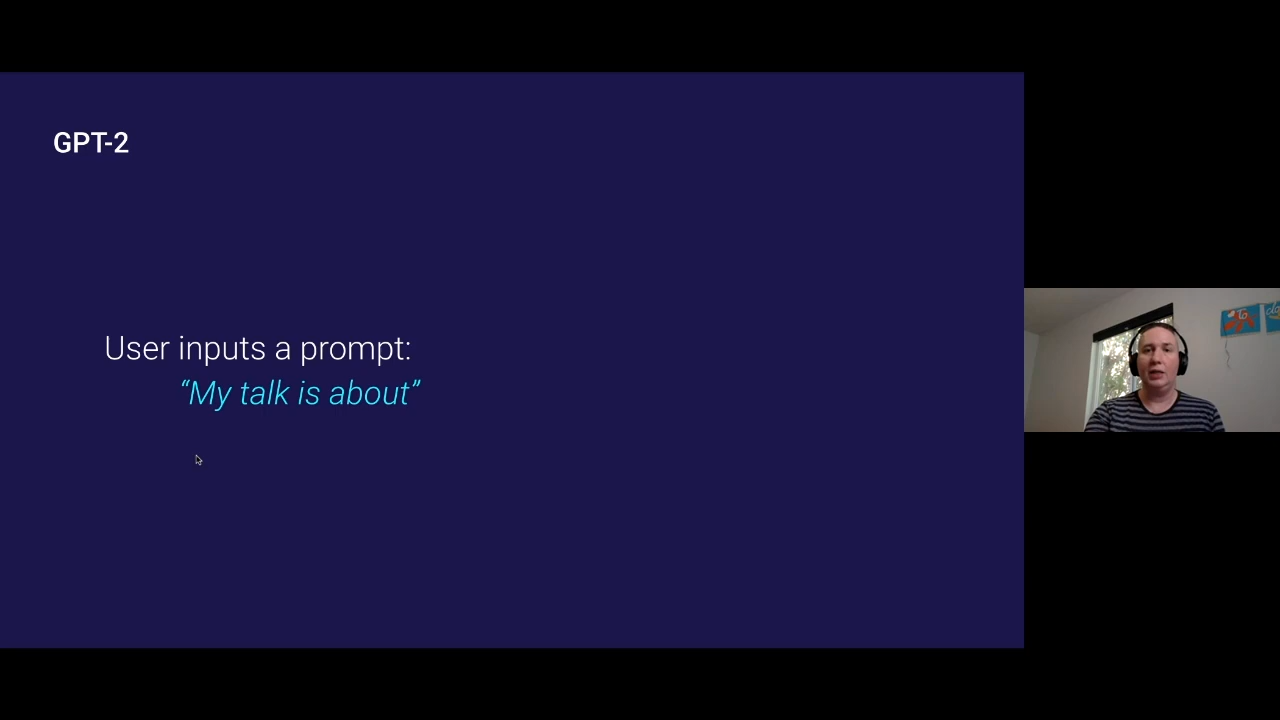 GPT-2
User inputs a prompt:
“My talk is about”